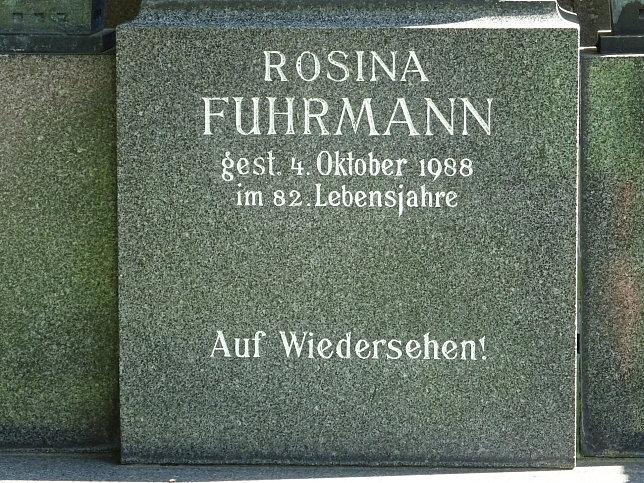 ROSINA
FUHRMANN
gest. 4. Oktober 1988
im 82. Lebensjahre
Auf Wiedersehen!